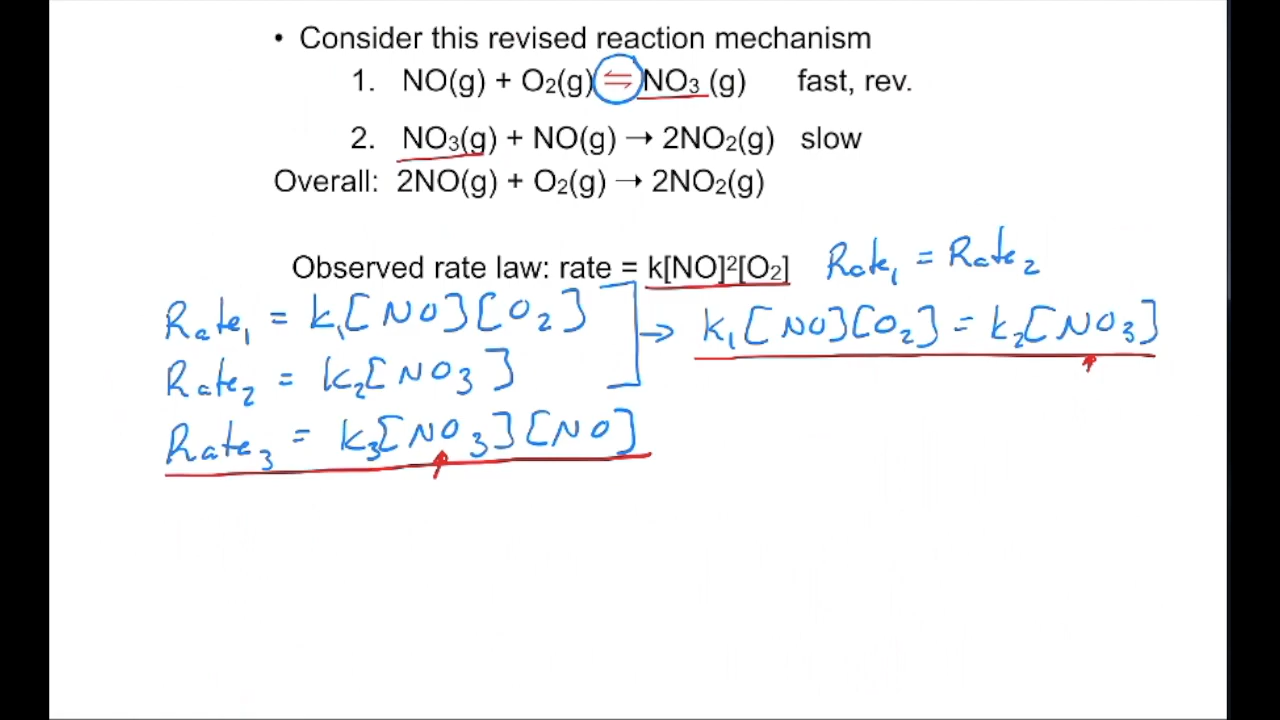 • Consider this revised reaction mechanism
1. NO(g) + O₂(g) ⇌ NO₃ (g) fast, rev.
2. NO₃(g) + NO(g) → 2NO₂(g) slow
Overall: 2NO(g) + O₂(g) → 2NO₂(g)
Observed rate law: rate = k[NO]²[O₂]
Rate₁ = Rate₂
Rate₁ = k₁[NO][O₂]
Rate₂ = k₂[NO₃]
→ k₁[NO][O₂] = k₂[NO₃]
Rate₃ = k₃[NO₃][NO]